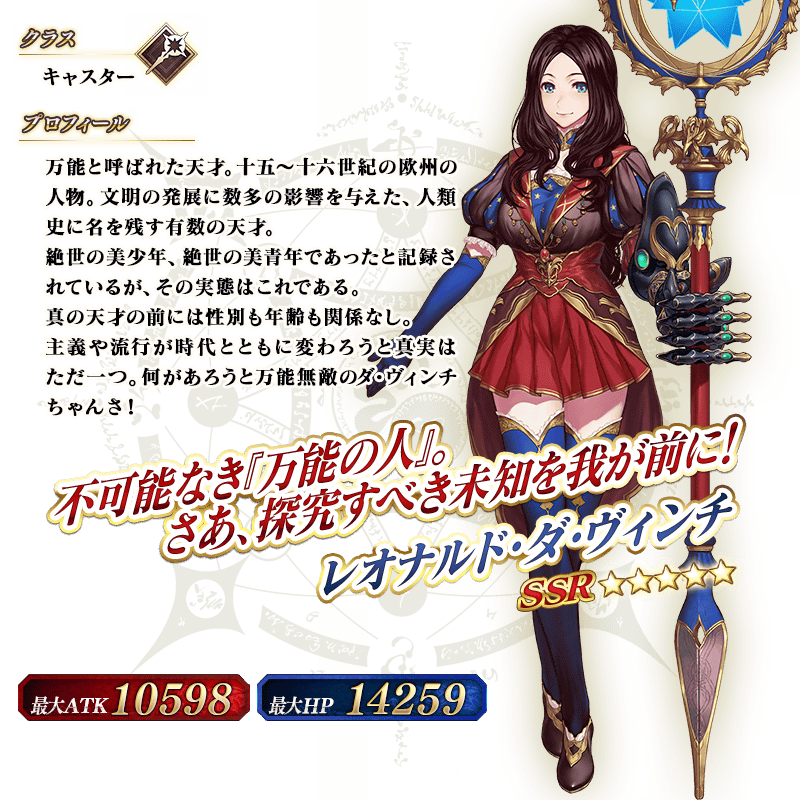 クラス
キャスター
プロフィール
万能と呼ばれた天才。十五～十六世紀の欧州の
人物。文明の発展に数多の影響を与えた、人類
史に名を残す有数の天才。
絶世の美少年、絶世の美青年であったと記録さ
れているが、その実態はこれである。
真の天才の前には性別も年齢も関係なし。
主義や流行が時代とともに変わろうと真実は
ただ一つ。何があろうと万能無敵のダ・ヴィンチ
ちゃんさ！
不可能なき『万能の人』。
さあ、探究すべき未知を我が前に！
レオナルド・ダ・ヴィンチ
SSR ☆☆☆☆☆
最大ATK 10598
最大HP 14259